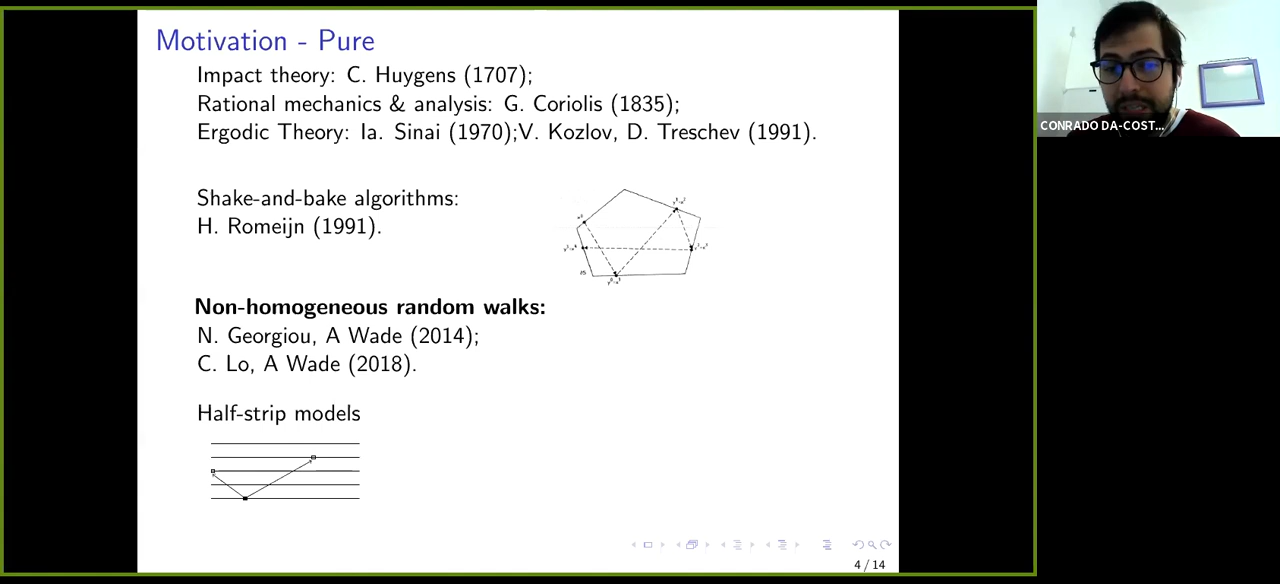 Motivation - Pure
Impact theory: C. Huygens (1707);
Rational mechanics & analysis: G. Coriolis (1835);
Ergodic Theory: Ia. Sinai (1970);V. Kozlov, D. Treschev (1991).
Shake-and-bake algorithms:
H. Romeijn (1991).
Non-homogeneous random walks:
N. Georgiou, A Wade (2014);
C. Lo, A Wade (2018).
Half-strip models
4 / 14
CONRADO DA-COST...